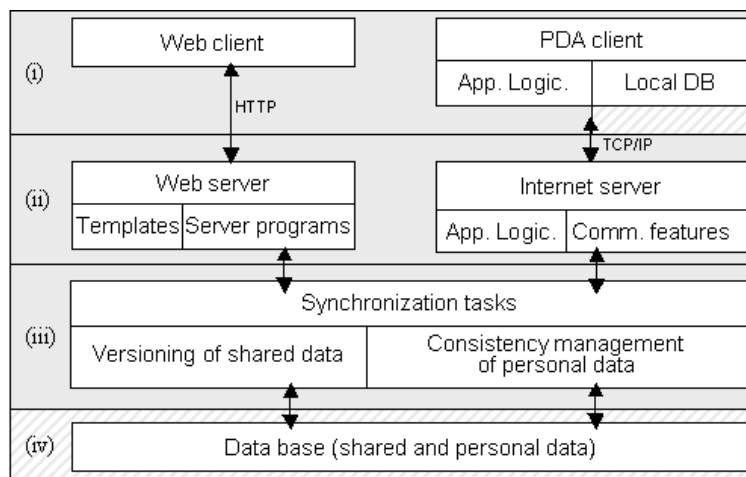 Web client
PDA client
(i)
App. Logic.
Local DB
HTTP
TCP/IP
Web server
Internet server
(ii)
Templates
Server programs
App. Logic.
Comm. features
Synchronization tasks
(iii)
Versioning of shared data
Consistency management
of personal data
(iv)
Data base (shared and personal data)